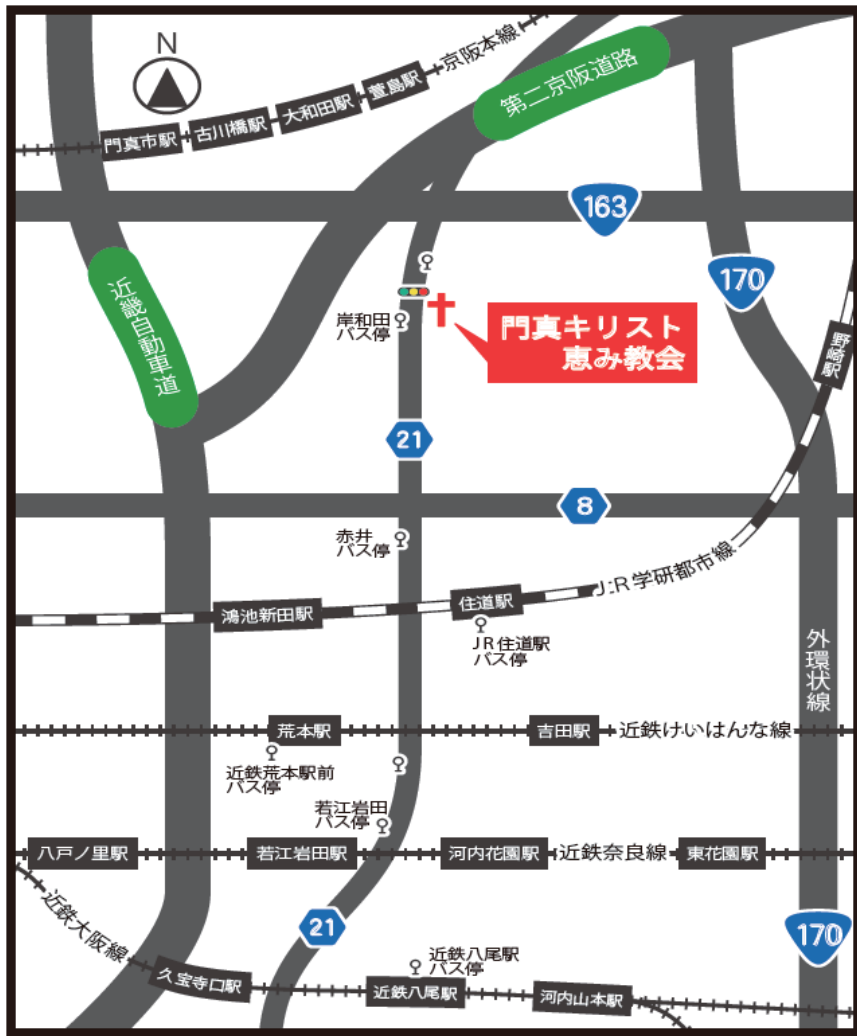 N
京阪本線
萱島駅
大和田駅
古川橋駅
門真市駅
第二京阪道路
163
170
近畿自動車道
岸和田
バス停
門真キリスト
恵み教会
野崎駅
21
8
赤井
バス停
JR学研都市線
住道駅
鴻池新田駅
JR住道駅
バス停
外環状線
荒本駅
吉田駅
近鉄けいはんな線
近鉄荒本駅前
バス停
若江岩田
バス停
八戸ノ里駅
若江岩田駅
河内花園駅
近鉄奈良線
東花園駅
近鉄大阪線
21
170
久宝寺口駅
近鉄八尾駅
バス停
近鉄八尾駅
河内山本駅